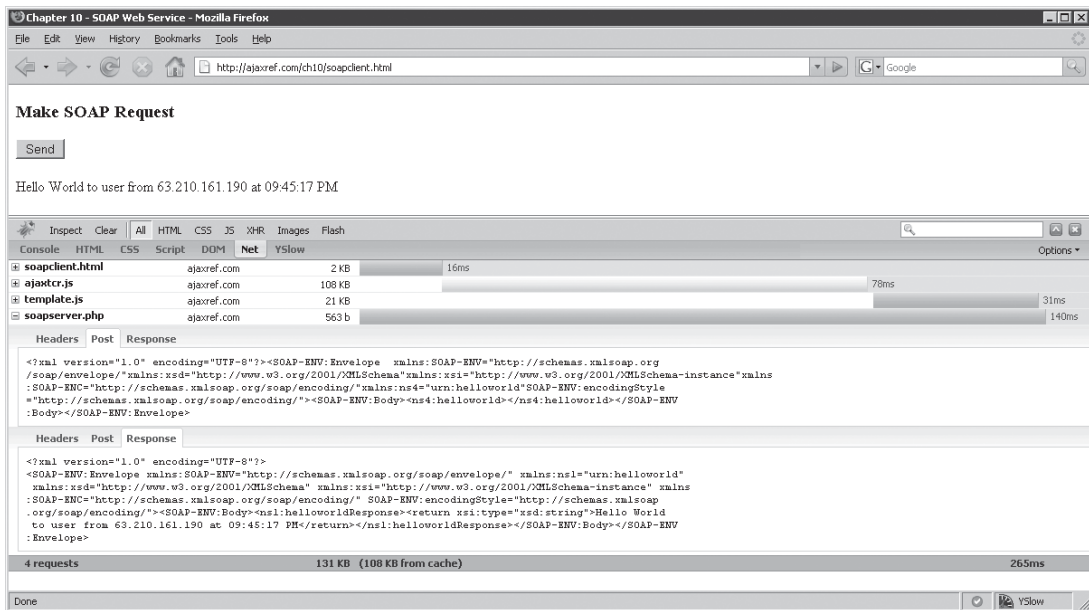 Chapter 10 - SOAP Web Service - Mozilla Firefox
File Edit View History Bookmarks Tools Help
http://ajaxref.com/ch10/soapclient.html
G Google
Make SOAP Request
Send
Hello World to user from 63.210.161.190 at 09:45:17 PM
Inspect Clear All HTML CSS JS XHR Images Flash
Console HTML CSS Script DOM Net YSlow Options
soapclient.html ajaxref.com 2 KB 16ms
ajaxtcr.js ajaxref.com 108 KB 78ms
template.js ajaxref.com 21 KB 31ms
soapserver.php ajaxref.com 563 b 140ms
Headers Post Response
<?xml version="1.0" encoding="UTF-8"?><SOAP-ENV:Envelope xmlns:SOAP-ENV="http://schemas.xmlsoap.org
/soap/envelope/"xmlns:xsd="http://www.w3.org/2001/XMLSchema"xmlns:xsi="http://www.w3.org/2001/XMLSchema-instance"xmlns
:SOAP-ENC="http://schemas.xmlsoap.org/soap/encoding/"xmlns:ns4="urn:helloworld"SOAP-ENV:encodingStyle
="http://schemas.xmlsoap.org/soap/encoding/"><SOAP-ENV:Body><ns4:helloworld></ns4:helloworld></SOAP-ENV
:Body></SOAP-ENV:Envelope>
Headers Post Response
<?xml version="1.0" encoding="UTF-8"?>
<SOAP-ENV:Envelope xmlns:SOAP-ENV="http://schemas.xmlsoap.org/soap/envelope/" xmlns:ns1="urn:helloworld"
xmlns:xsd="http://www.w3.org/2001/XMLSchema" xmlns:xsi="http://www.w3.org/2001/XMLSchema-instance" xmlns
:SOAP-ENC="http://schemas.xmlsoap.org/soap/encoding/" SOAP-ENV:encodingStyle="http://schemas.xmlsoap
.org/soap/encoding/"><SOAP-ENV:Body><ns1:helloworldResponse><return xsi:type="xsd:string">Hello World
to user from 63.210.161.190 at 09:45:17 PM</return></ns1:helloworldResponse></SOAP-ENV:Body></SOAP-ENV
:Envelope>
4 requests 131 KB (108 KB from cache) 265ms
Done YSlow